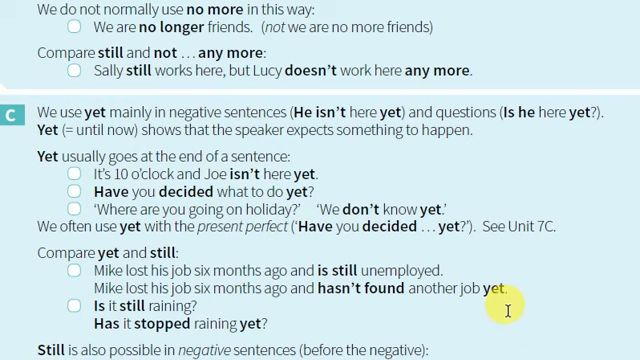 We do not normally use no more in this way:
We are no longer friends. (not we are no more friends)
Compare still and not … any more:
Sally still works here, but Lucy doesn’t work here any more.
C
We use yet mainly in negative sentences (He isn’t here yet) and questions (Is he here yet?).
Yet (= until now) shows that the speaker expects something to happen.
Yet usually goes at the end of a sentence:
It’s 10 o’clock and Joe isn’t here yet.
Have you decided what to do yet?
‘Where are you going on holiday?’ ‘We don’t know yet.’
We often use yet with the present perfect (‘Have you decided … yet?’). See Unit 7C.
Compare yet and still:
Mike lost his job six months ago and is still unemployed.
Mike lost his job six months ago and hasn’t found another job yet.
Is it still raining?
Has it stopped raining yet?
Still is also possible in negative sentences (before the negative):